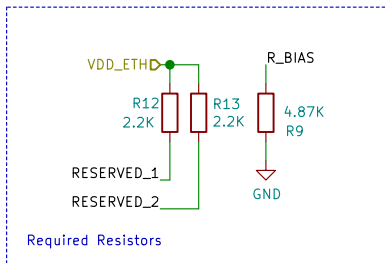 R_BIAS
VDD_ETH
R12
2.2K
R13
2.2K
4.87K
R9
RESERVED_1
RESERVED_2
GND
Required Resistors